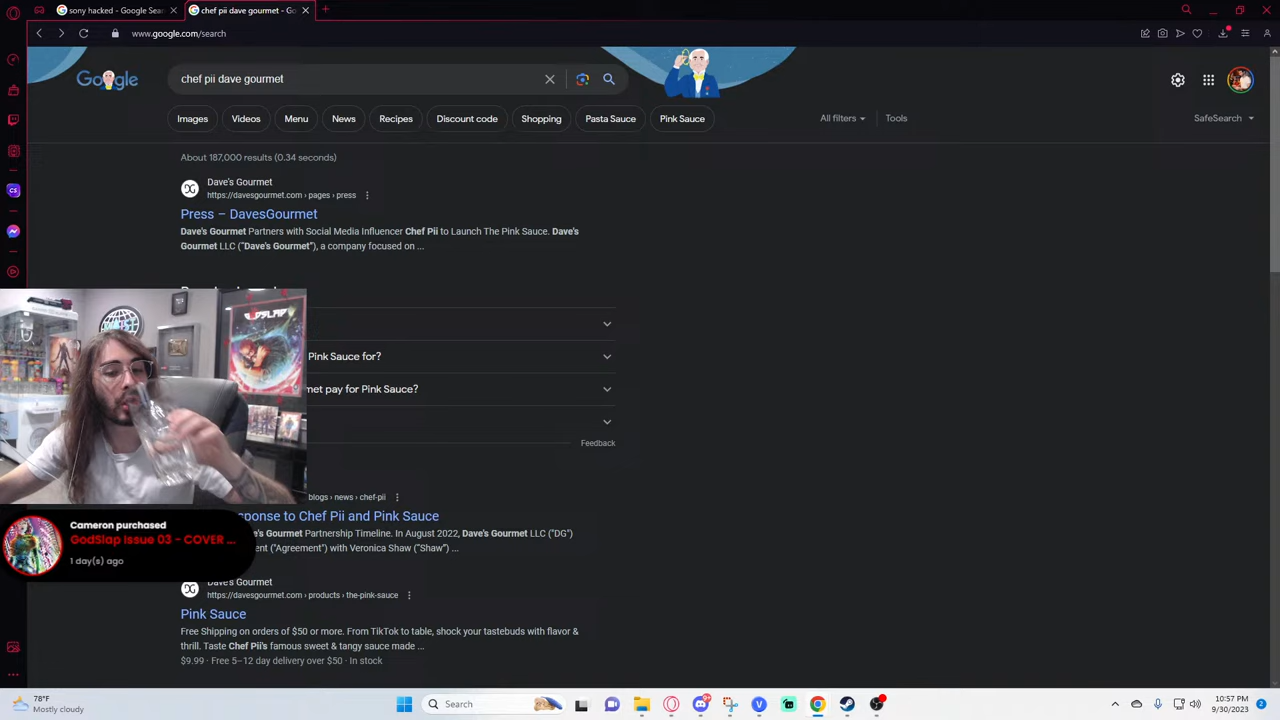 sony hacked - Google Sear
chef pii dave gourmet - Go
www.google.com/search
Google
chef pii dave gourmet
Images
Videos
Menu
News
Recipes
Discount code
Shopping
Pasta Sauce
Pink Sauce
All filters
Tools
SafeSearch
About 187,000 results (0.34 seconds)
DG
Dave's Gourmet
https://davesgourmet.com › pages › press
Press – DavesGourmet
Dave's Gourmet Partners with Social Media Influencer Chef Pii to Launch The Pink Sauce. Dave's
Gourmet LLC ("Dave's Gourmet"), a company focused on ...
Pink Sauce for?
met pay for Pink Sauce?
Feedback
GODSLAP
blogs › news › chef-pii
ponse to Chef Pii and Pink Sauce
e's Gourmet Partnership Timeline. In August 2022, Dave's Gourmet LLC ("DG")
ent ("Agreement") with Veronica Shaw ("Shaw") ...
Cameron purchased
GodSlap Issue 03 - COVER ...
1 day(s) ago
DG
Dave's Gourmet
https://davesgourmet.com › products › the-pink-sauce
Pink Sauce
Free Shipping on orders of $50 or more. From TikTok to table, shock your tastebuds with flavor &
thrill. Taste Chef Pii's famous sweet & tangy sauce made ...
$9.99 · Free 5–12 day delivery over $50 · In stock
78°F
Mostly cloudy
Search
9+
10:57 PM
9/30/2023
2